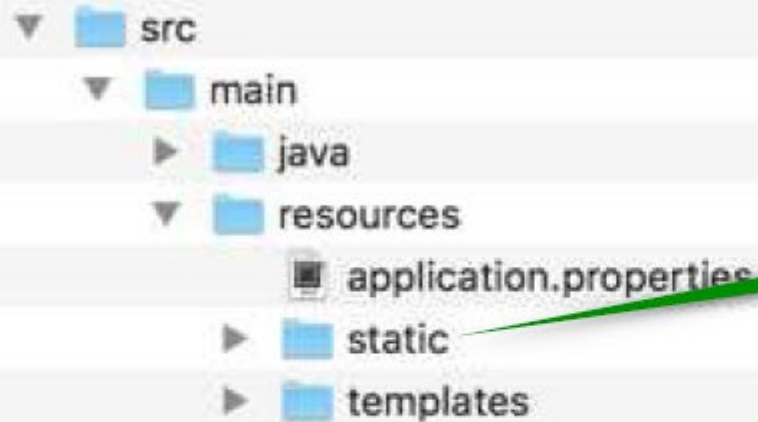 src
main
java
resources
application.properties
static
templates